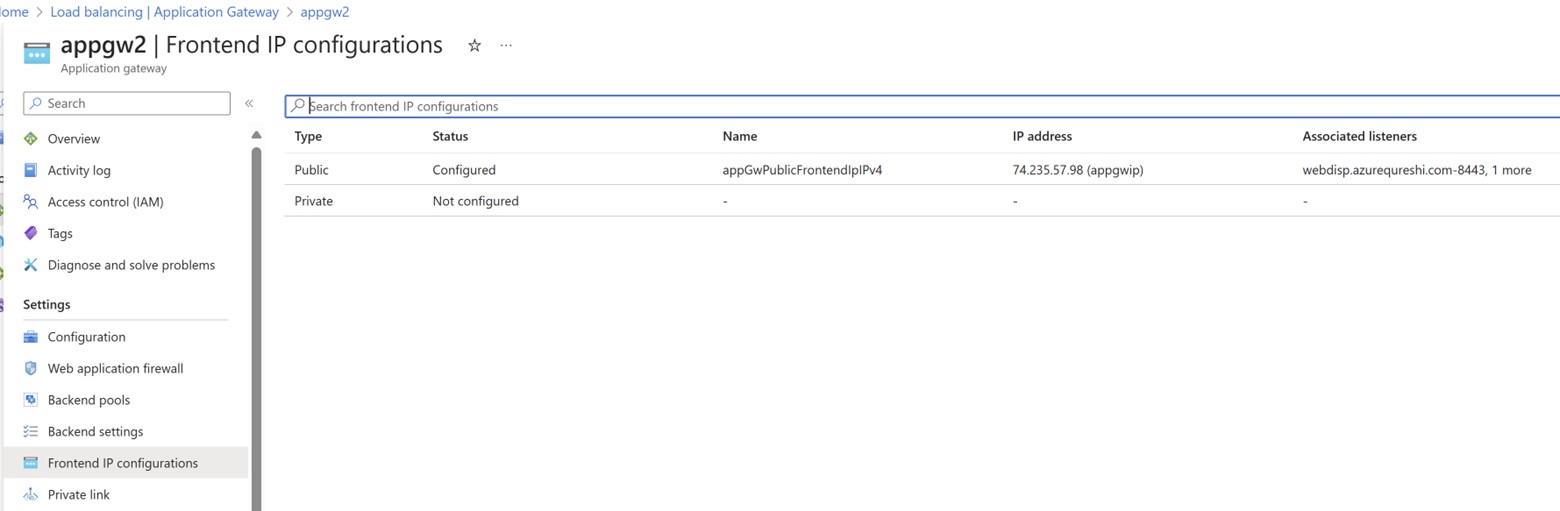 Home > Load balancing | Application Gateway > appgw2
appgw2 | Frontend IP configurations
Application gateway
Search
Search frontend IP configurations
Overview
Activity log
Access control (IAM)
Tags
Diagnose and solve problems
Settings
Configuration
Web application firewall
Backend pools
Backend settings
Frontend IP configurations
Private link
Type Status Name IP address Associated listeners
Public Configured appGwPublicFrontendIpIPv4 74.235.57.98 (appgwip) webdisp.azurequreshi.com-8443, 1 more
Private Not configured - - -